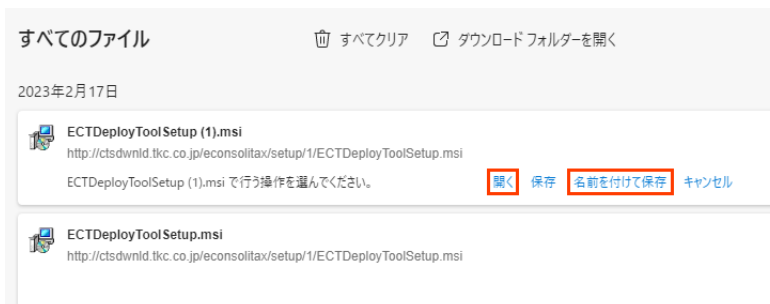 すべてのファイル
すべてクリア
ダウンロード フォルダーを開く
2023年2月17日
ECTDeployToolSetup (1).msi
http://ctsdwnld.tkc.co.jp/econsolitax/setup/1/ECTDeployToolSetup.msi
ECTDeployToolSetup (1).msi で行う操作を選んでください。 開く 保存 名前を付けて保存 キャンセル
ECTDeployToolSetup.msi
http://ctsdwnld.tkc.co.jp/econsolitax/setup/1/ECTDeployToolSetup.msi